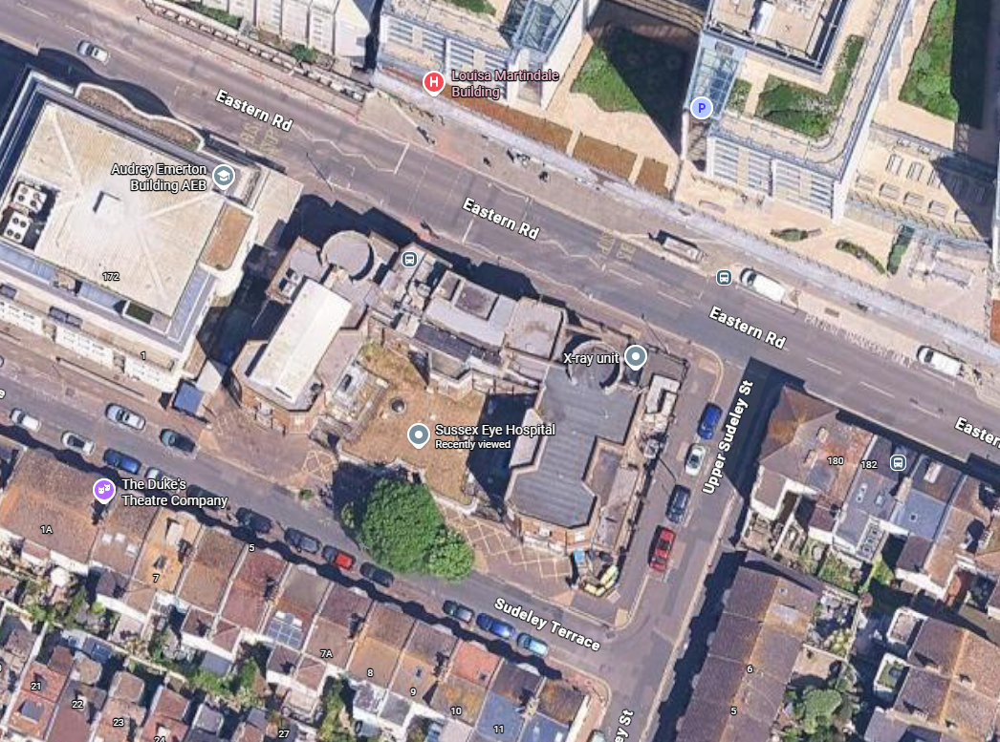 Louisa Martindale
Building
H
P
Eastern Rd
Audrey Emerton
Building AEB
Eastern Rd
172
Eastern Rd
X-ray unit
1
Upper Sudeley St
Sussex Eye Hospital
Recently viewed
Eastern
180
182
The Duke's
Theatre Company
1A
5
7
Sudeley Terrace
7A
8
6
9
21
22
10
5
23
11
24
27
ey St